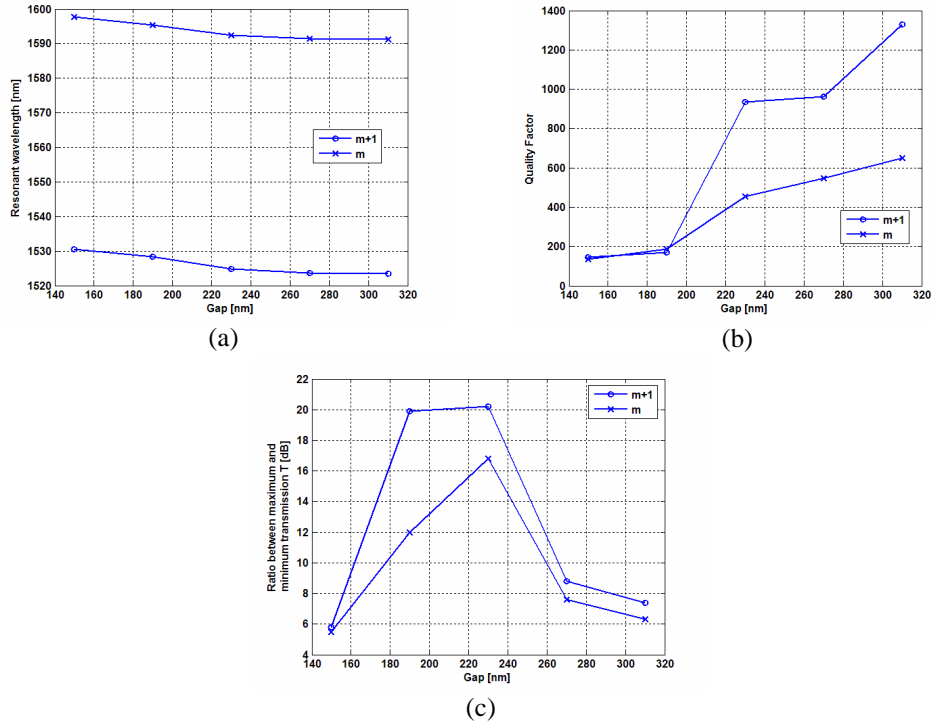 1600
1590
1580
1570
1560
1550
1540
1530
1520
Resonant wavelength [nm]
m+1
m
140 160 180 200 220 240 260 280 300 320
Gap [nm]
(a)
1400
1200
1000
800
600
400
200
0
Quality Factor
m+1
m
140 160 180 200 220 240 260 280 300 320
Gap [nm]
(b)
22
20
18
16
14
12
10
8
6
4
Ratio between maximum and
minimum transmission T [dB]
m+1
m
140 160 180 200 220 240 260 280 300 320
Gap [nm]
(c)